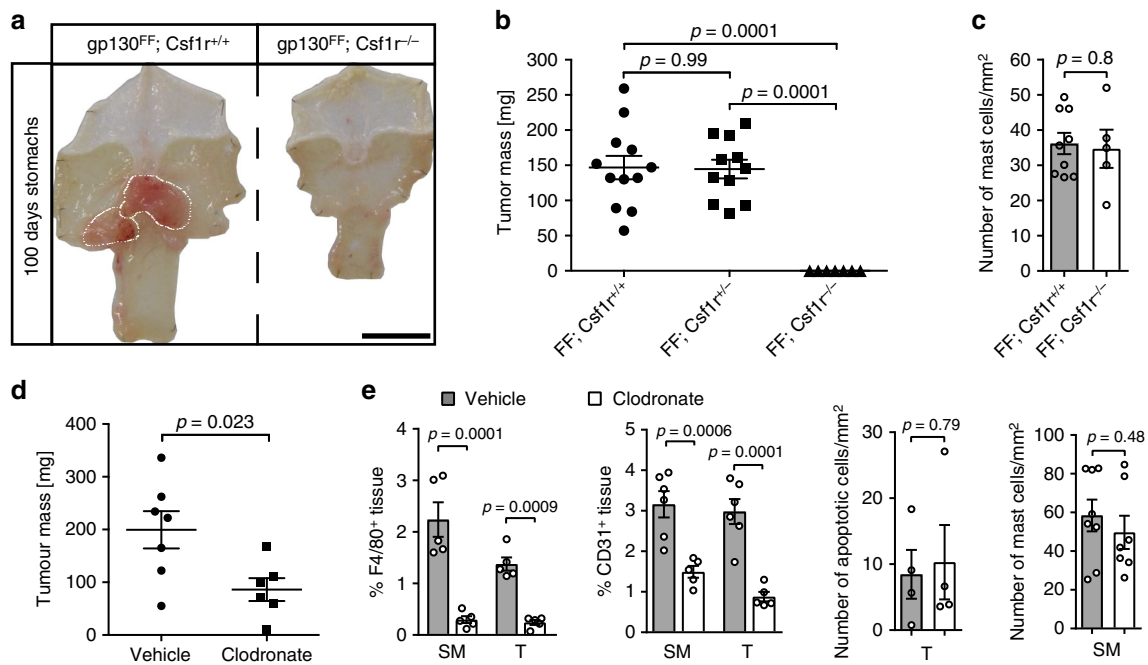 a
gp130FF; Csf1r+/+
gp130FF; Csf1r–/–
100 days stomachs
b
p = 0.0001
p = 0.99
p = 0.0001
Tumor mass [mg]
300
250
200
150
100
50
0
FF; Csf1r+/+
FF; Csf1r+/–
FF; Csf1r–/–
c
p = 0.8
Number of mast cells/mm2
60
50
40
30
20
10
0
FF; Csf1r+/+
FF; Csf1r–/–
d
p = 0.023
Tumour mass [mg]
400
300
200
100
0
Vehicle
Clodronate
e
Vehicle
Clodronate
p = 0.0001
p = 0.0009
% F4/80+ tissue
4
3
2
1
0
SM
T
p = 0.0006
p = 0.0001
% CD31+ tissue
5
4
3
2
1
0
SM
T
p = 0.79
Number of apoptotic cells/mm2
30
20
10
0
T
p = 0.48
Number of mast cells/mm2
100
80
60
40
20
0
SM